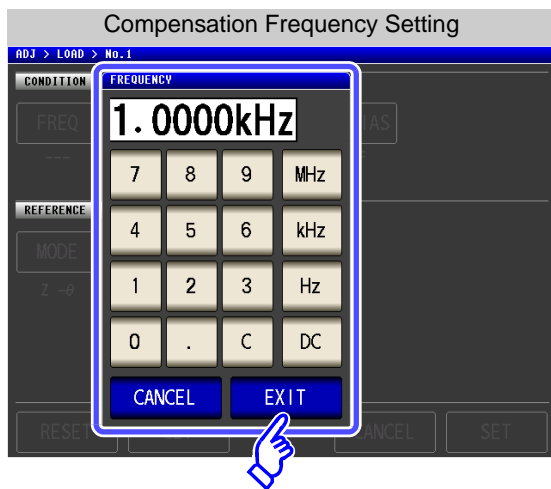 Compensation Frequency Setting
ADJ > LOAD > No.1
CONDITION
FREQUENCY
FREQ
1.0000kHz
IAS
---
7 8 9 MHz
REFERENCE
4 5 6 kHz
MODE
1 2 3 Hz
Z -θ
0 . C DC
CANCEL EXIT
RESET
CANCEL
SET